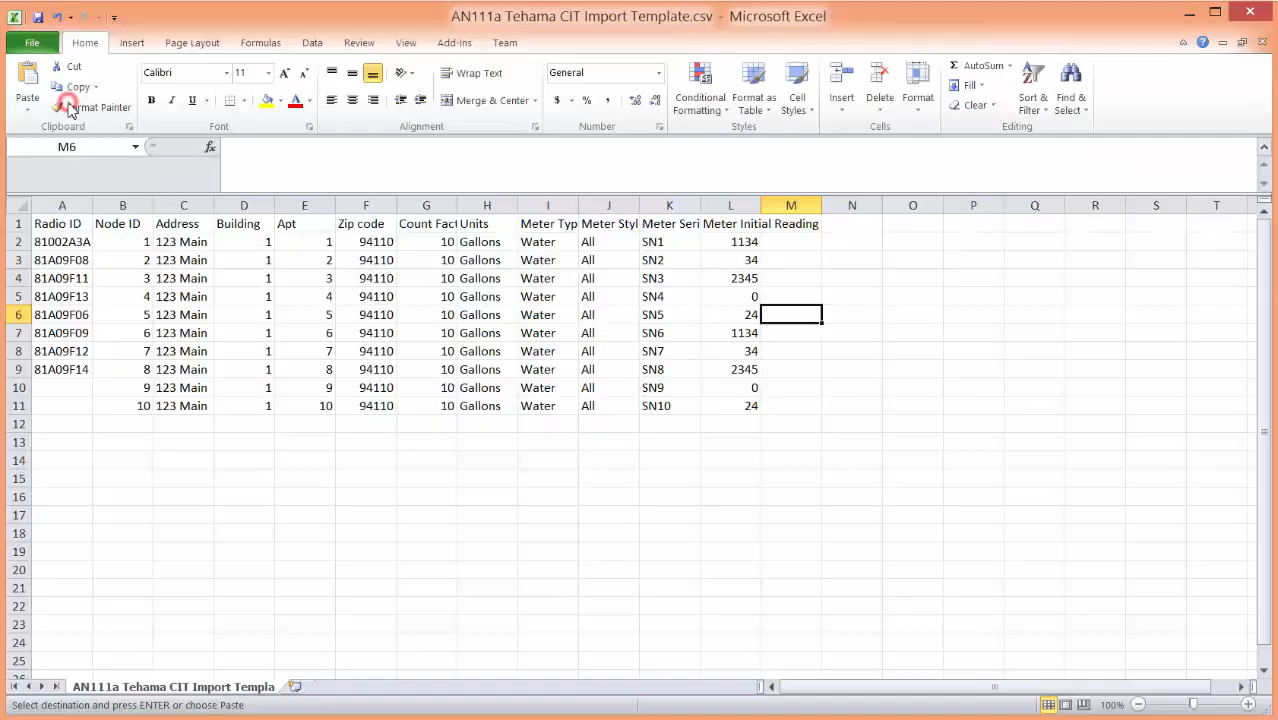 AN111a Tehama CIT Import Template.csv - Microsoft Excel
File Home Insert Page Layout Formulas Data Review View Add-Ins Team
Paste Cut Copy Format Painter Clipboard
Calibri 11 A A B I U A Font
Wrap Text Merge & Center Alignment
General $ % , Number
Conditional Formatting Format as Table Cell Styles Styles
Insert Delete Format Cells
Σ AutoSum Fill Clear Sort & Filter Find & Select Editing
M6 fx
A B C D E F G H I J K L M N O P Q R S T
1 Radio ID Node ID Address Building Apt Zip code Count Fact Units Meter Typ Meter Styl Meter Seri Meter Initial Reading
2 81002A3A 1 123 Main 1 1 94110 10 Gallons Water All SN1 1134
3 81A09F08 2 123 Main 1 2 94110 10 Gallons Water All SN2 34
4 81A09F11 3 123 Main 1 3 94110 10 Gallons Water All SN3 2345
5 81A09F13 4 123 Main 1 4 94110 10 Gallons Water All SN4 0
6 81A09F06 5 123 Main 1 5 94110 10 Gallons Water All SN5 24
7 81A09F09 6 123 Main 1 6 94110 10 Gallons Water All SN6 1134
8 81A09F12 7 123 Main 1 7 94110 10 Gallons Water All SN7 34
9 81A09F14 8 123 Main 1 8 94110 10 Gallons Water All SN8 2345
10 9 123 Main 1 9 94110 10 Gallons Water All SN9 0
11 10 123 Main 1 10 94110 10 Gallons Water All SN10 24
12
13
14
15
16
17
18
19
20
21
22
23
24
25
AN111a Tehama CIT Import Templa
Select destination and press ENTER or choose Paste 100%